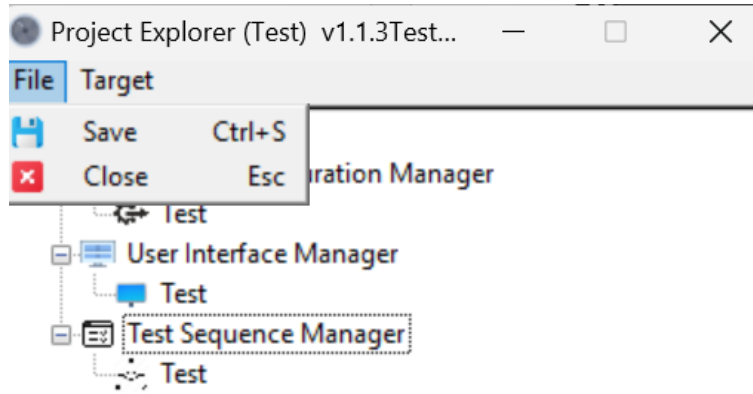 Project Explorer (Test) v1.1.3Test...
File Target
Save Ctrl+S
Close Esc
iration Manager
Test
User Interface Manager
Test
Test Sequence Manager
Test